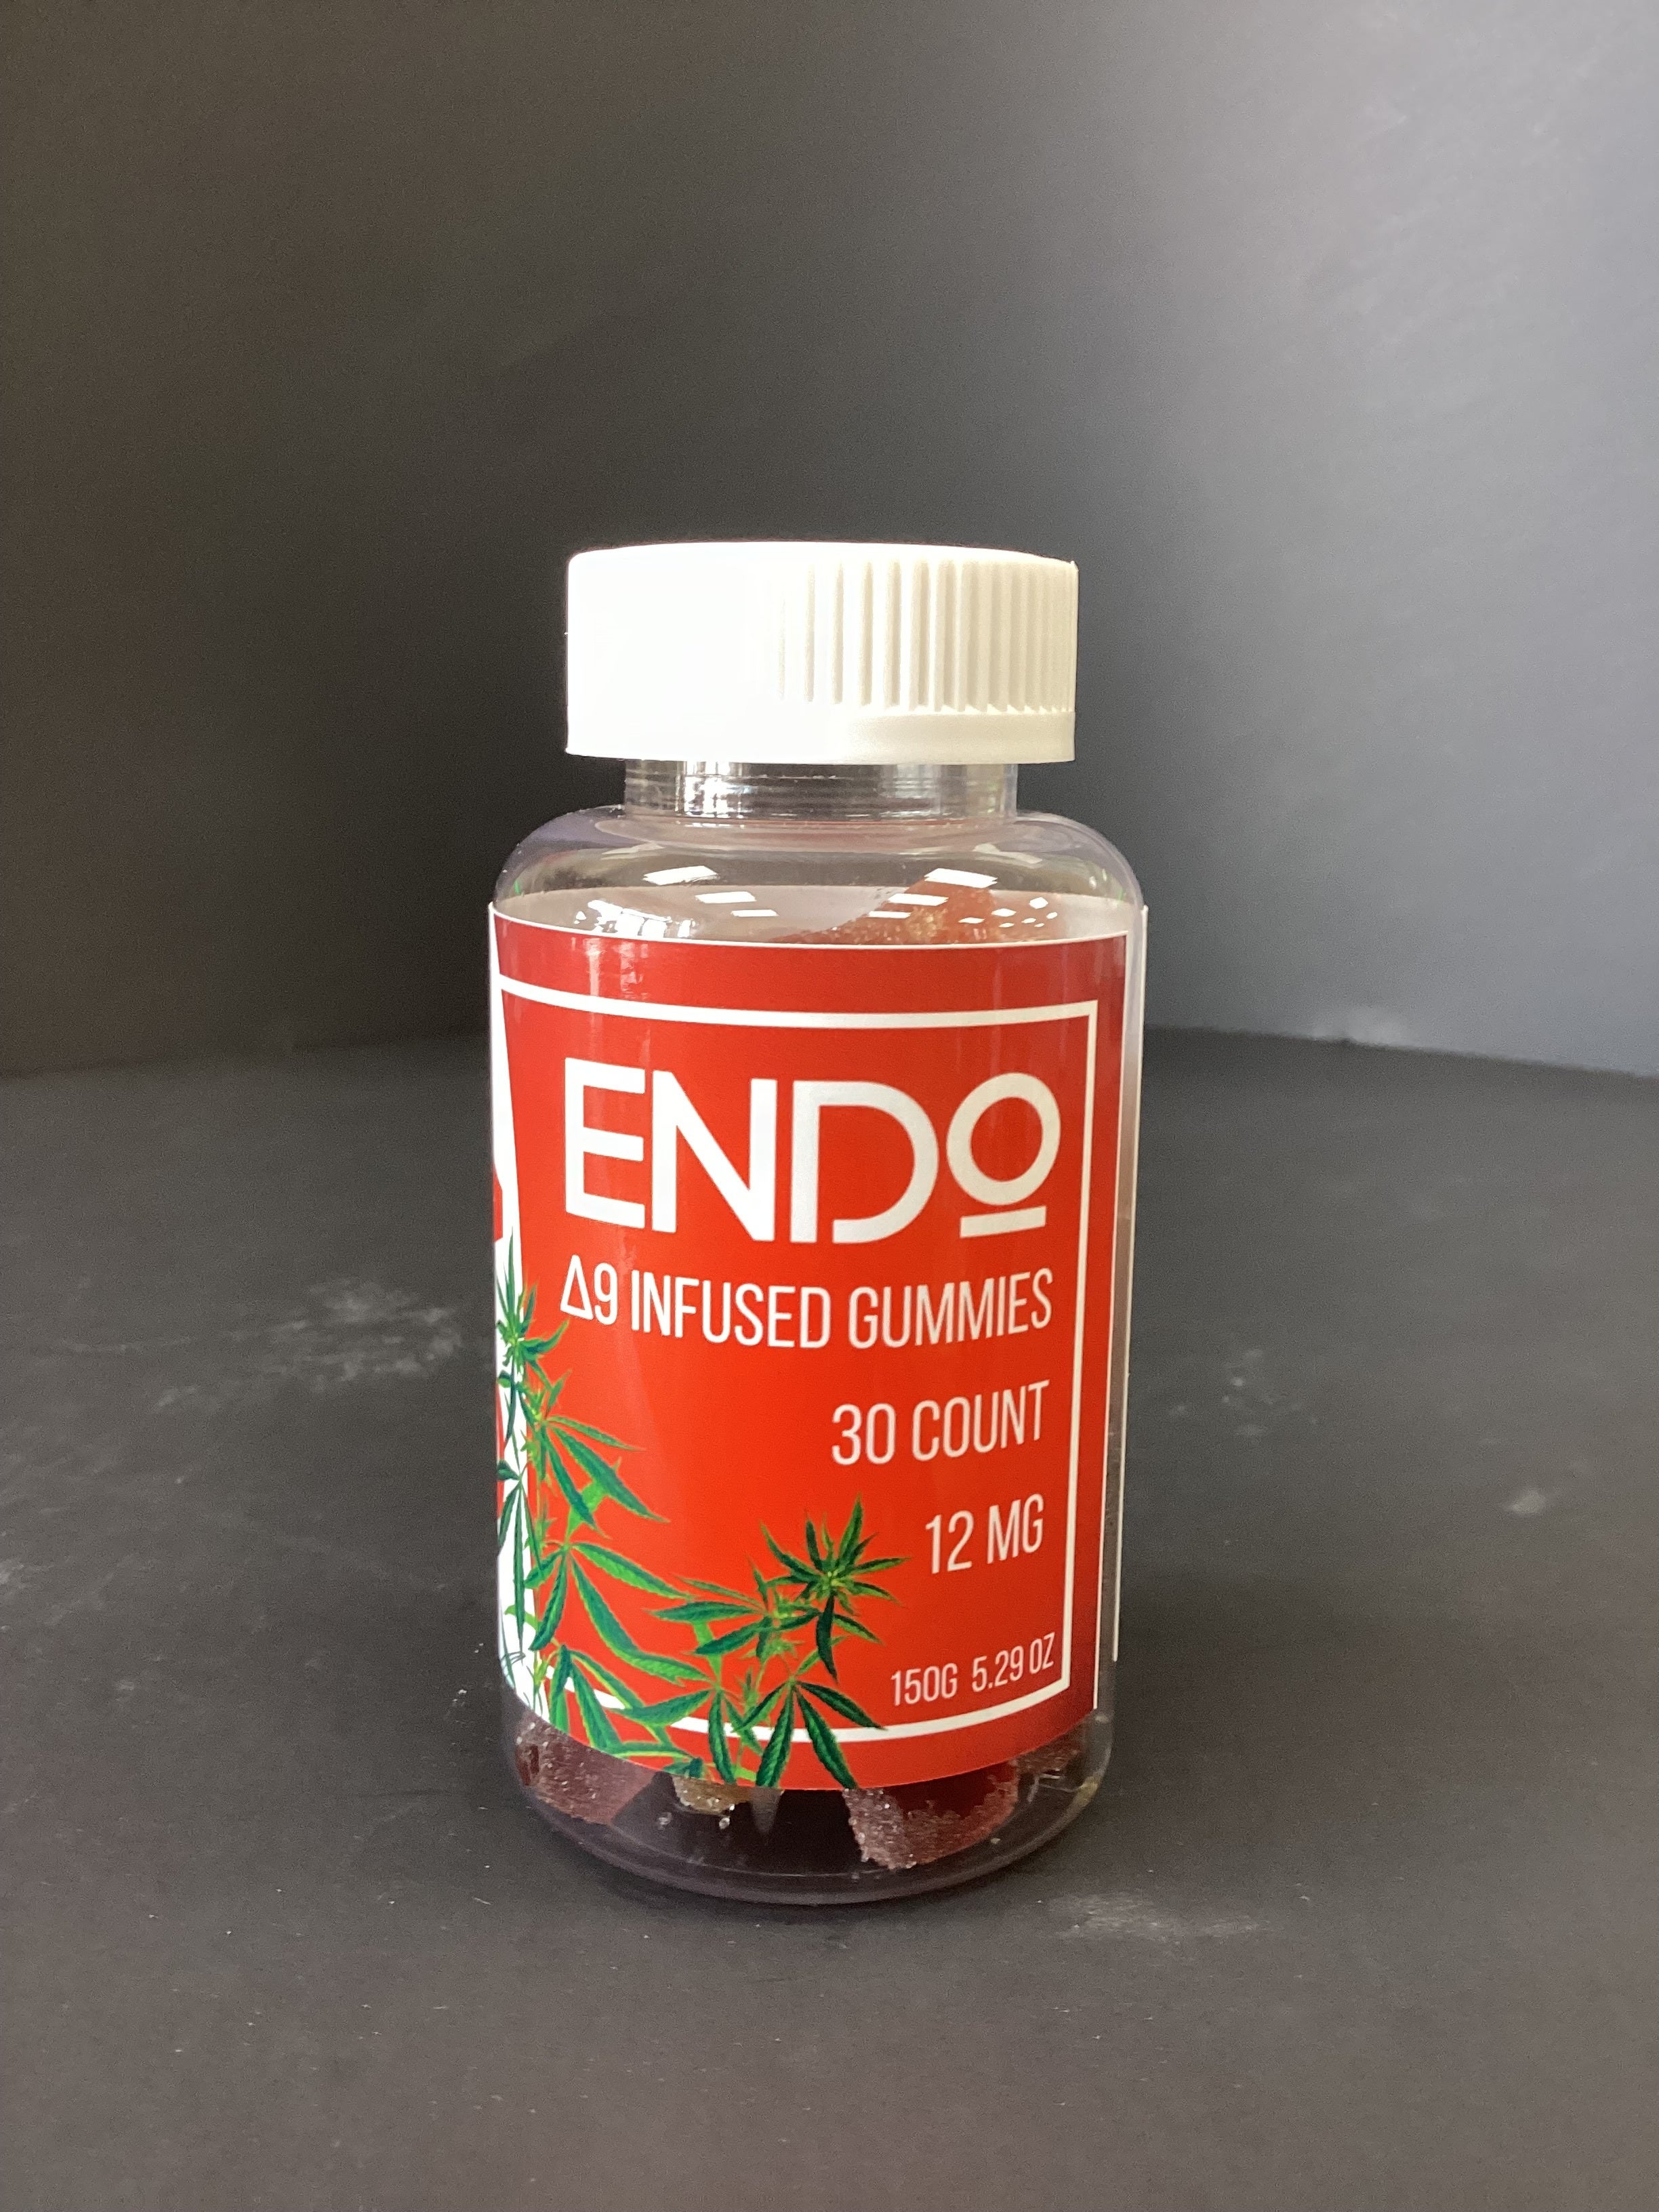 ENDO
Δ9 INFUSED GUMMIES
30 COUNT
12 MG
150G 5.29 OZ